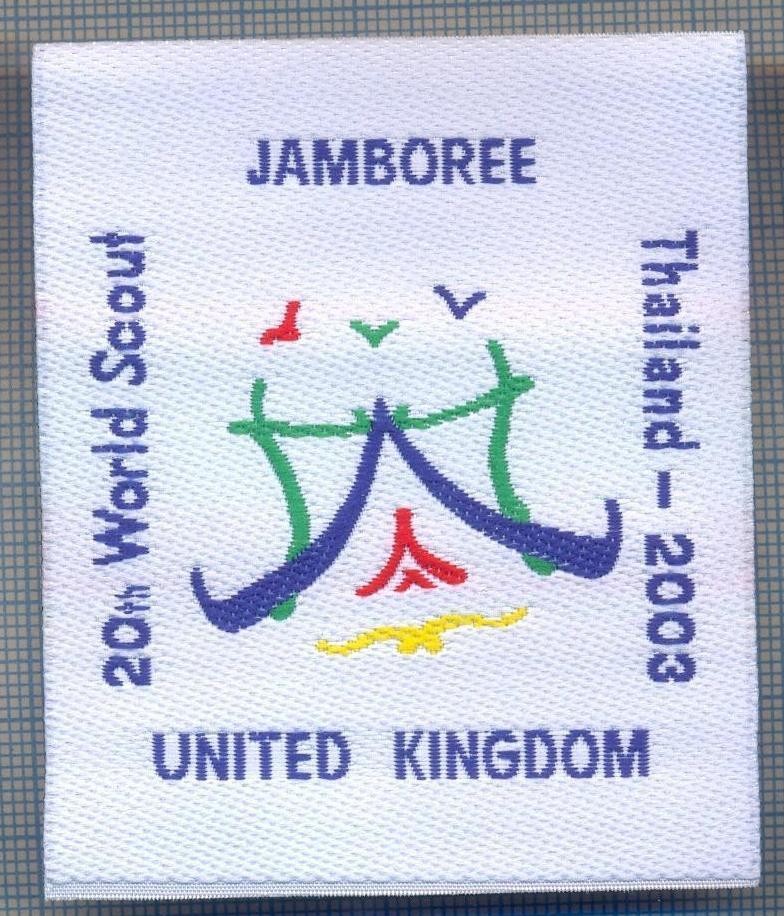 JAMBOREE
20th World Scout
Thailand - 2003
UNITED KINGDOM